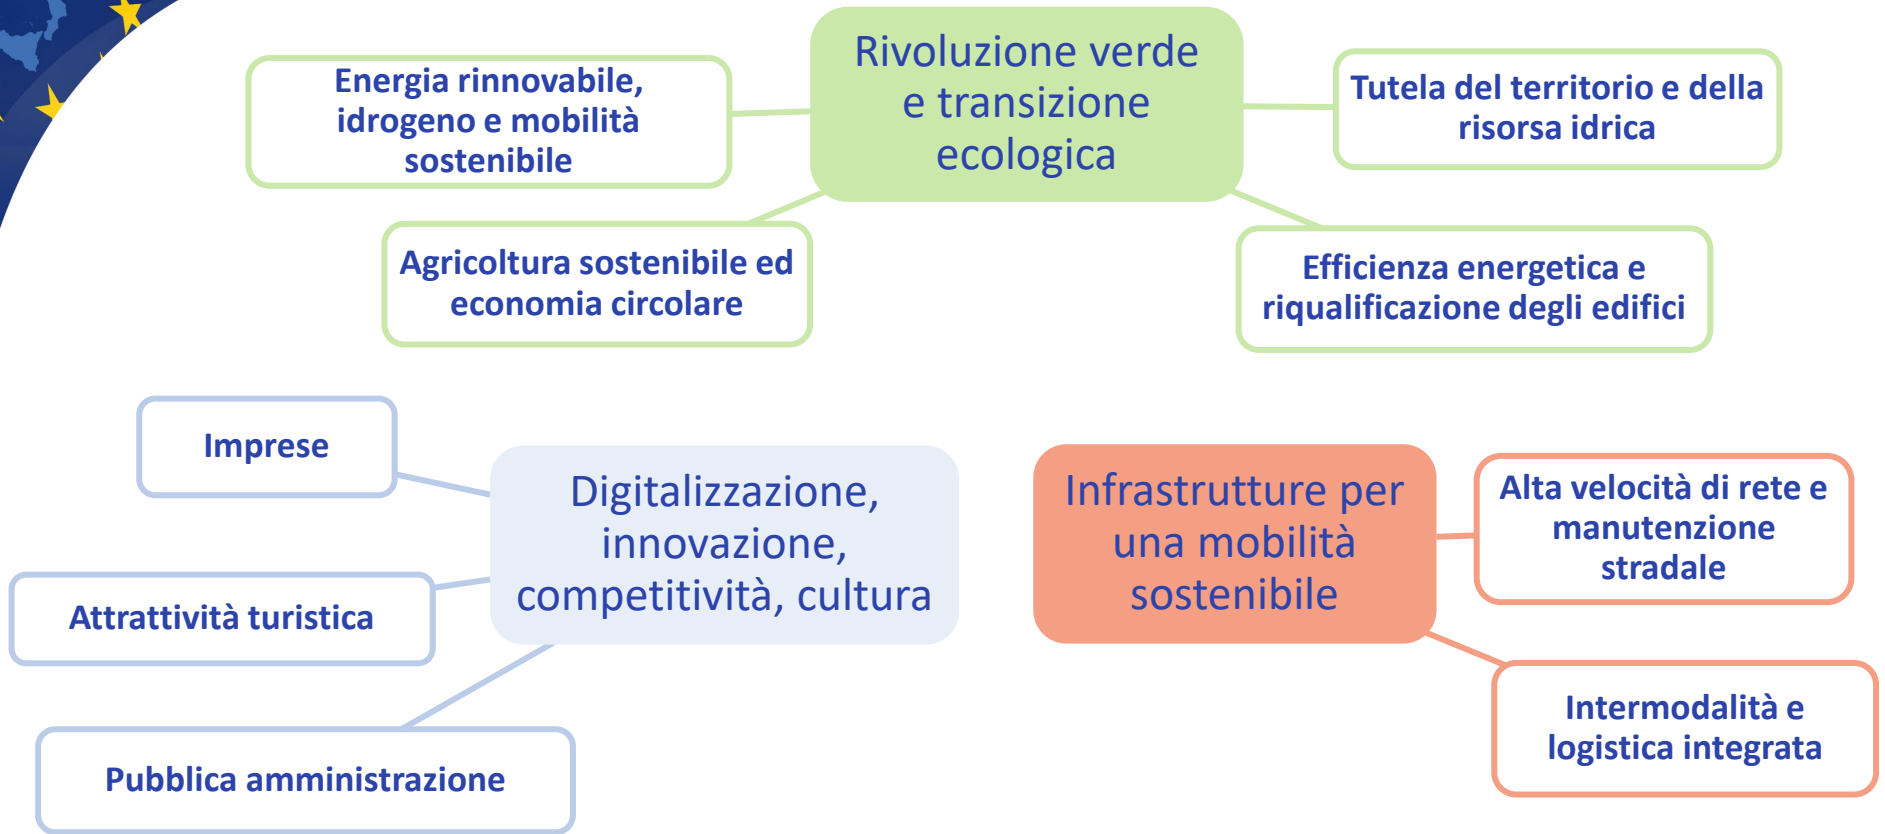 Rivoluzione verde
e transizione
ecologica
Energia rinnovabile,
idrogeno e mobilità
sostenibile
Tutela del territorio e della
risorsa idrica
Agricoltura sostenibile ed
economia circolare
Efficienza energetica e
riqualificazione degli edifici
Imprese
Digitalizzazione,
innovazione,
competitività, cultura
Attrattività turistica
Pubblica amministrazione
Infrastrutture per
una mobilità
sostenibile
Alta velocità di rete e
manutenzione
stradale
Intermodalità e
logistica integrata